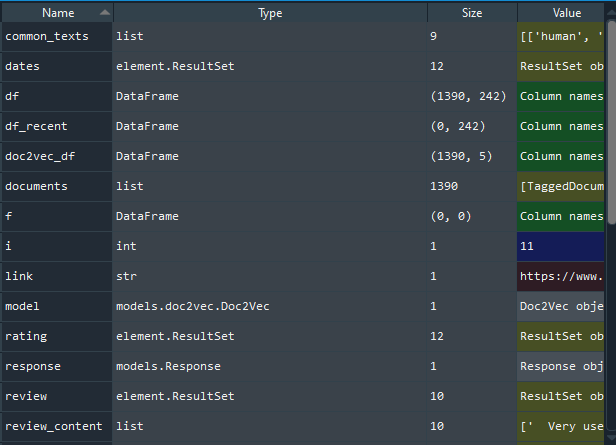 Name Type Size Value
common_texts list 9 [['human', '
dates element.ResultSet 12 ResultSet ob
df DataFrame (1390, 242) Column names
df_recent DataFrame (0, 242) Column names
doc2vec_df DataFrame (1390, 5) Column names
documents list 1390 [TaggedDocum
f DataFrame (0, 0) Column names
i int 1 11
link str 1 https://www.
model models.doc2vec.Doc2Vec 1 Doc2Vec obje
rating element.ResultSet 12 ResultSet ob
response models.Response 1 Response obj
review element.ResultSet 10 ResultSet ob
review_content list 10 ['  Very use